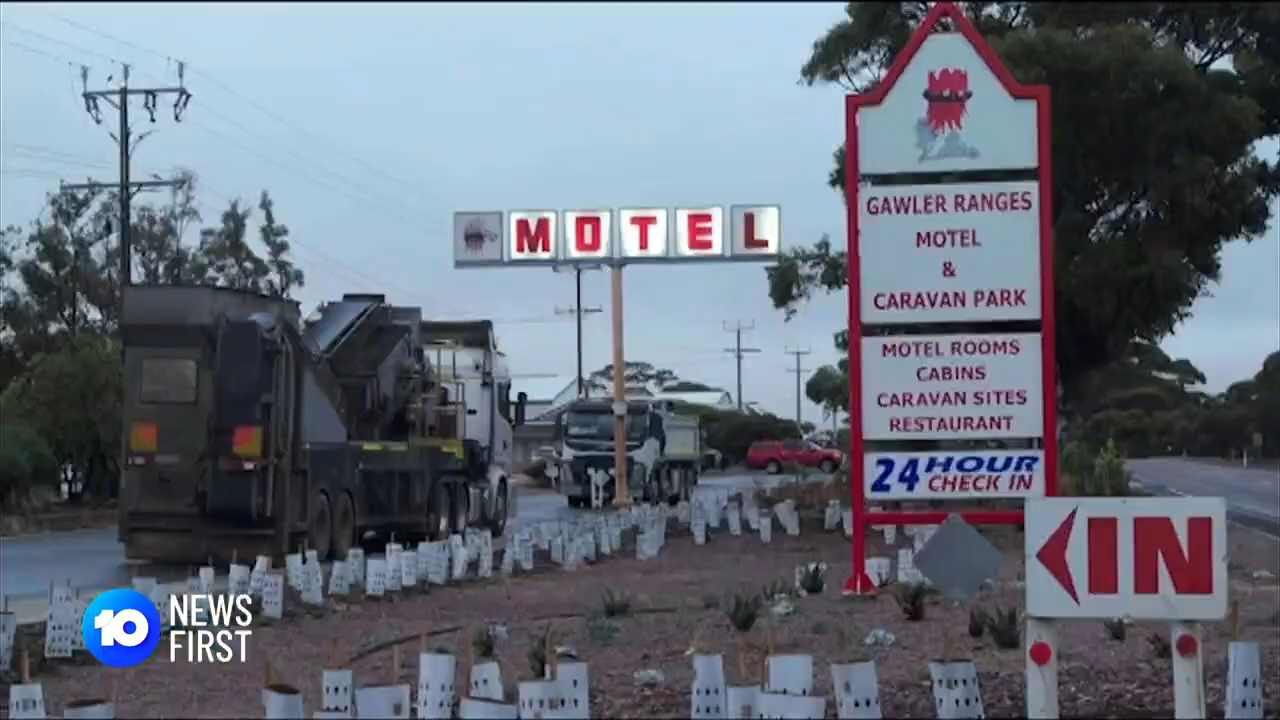 MOTEL
GAWLER RANGES
MOTEL
&
CARAVAN PARK
MOTEL ROOMS
CABINS
CARAVAN SITES
RESTAURANT
24 HOUR
CHECK IN
IN
10 NEWS
FIRST